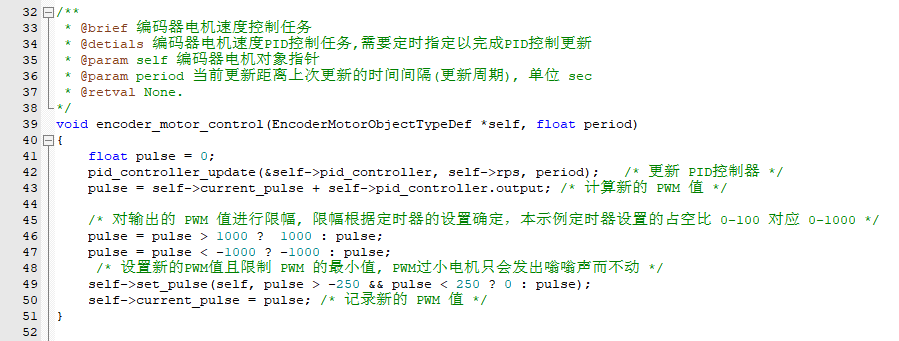 32 /**
33  * @brief 编码器电机速度控制任务
34  * @detials 编码器电机速度PID控制任务,需要定时指定以完成PID控制更新
35  * @param self 编码器电机对象指针
36  * @param period 当前更新距离上次更新的时间间隔(更新周期), 单位 sec
37  * @retval None.
38 */
39 void encoder_motor_control(EncoderMotorObjectTypeDef *self, float period)
40 {
41     float pulse = 0;
42     pid_controller_update(&self->pid_controller, self->rps, period);   /* 更新 PID控制器 */
43     pulse = self->current_pulse + self->pid_controller.output; /* 计算新的 PWM 值 */
44
45     /* 对输出的 PWM 值进行限幅, 限幅根据定时器的设置确定，本示例定时器设置的占空比 0-100 对应 0-1000 */
46     pulse = pulse > 1000 ?  1000 : pulse;
47     pulse = pulse < -1000 ? -1000 : pulse;
48      /* 设置新的PWM值且限制 PWM 的最小值, PWM过小电机只会发出嗡嗡声而不动 */
49     self->set_pulse(self, pulse > -250 && pulse < 250 ? 0 : pulse);
50     self->current_pulse = pulse; /* 记录新的 PWM 值 */
51 }
52